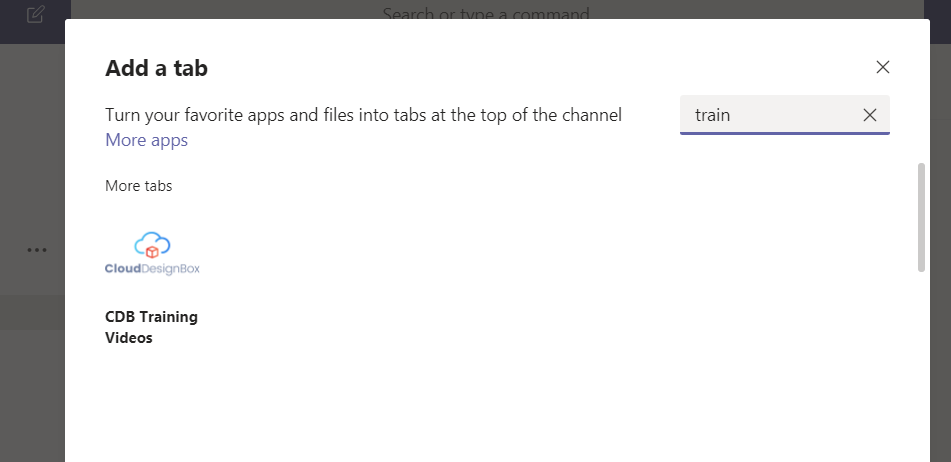 Search or type a command
Add a tab
Turn your favorite apps and files into tabs at the top of the channel
train
More apps
More tabs
CloudDesignBox
CDB Training
Videos